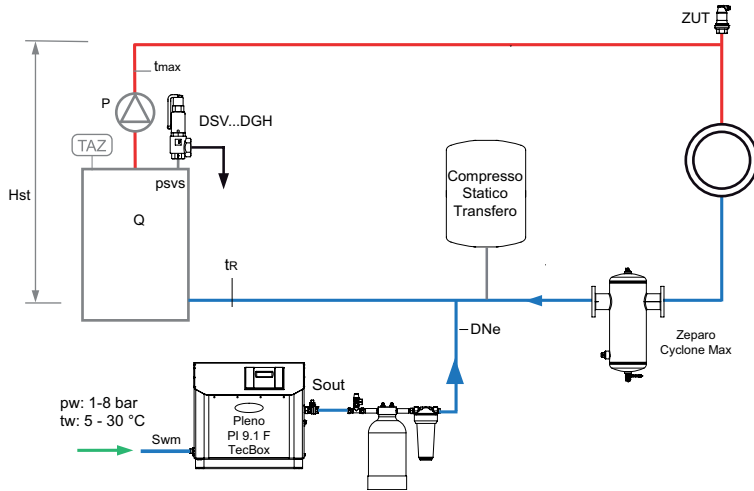 ZUT
tmax
P
DSV...DGH
TAZ
psvs
Hst
Q
Compresso
Statico
Transfero
tR
DNe
Zeparo
Cyclone Max
Sout
pw: 1-8 bar
tw: 5 - 30 °C
Swm
Pleno
PI 9.1 F
TecBox